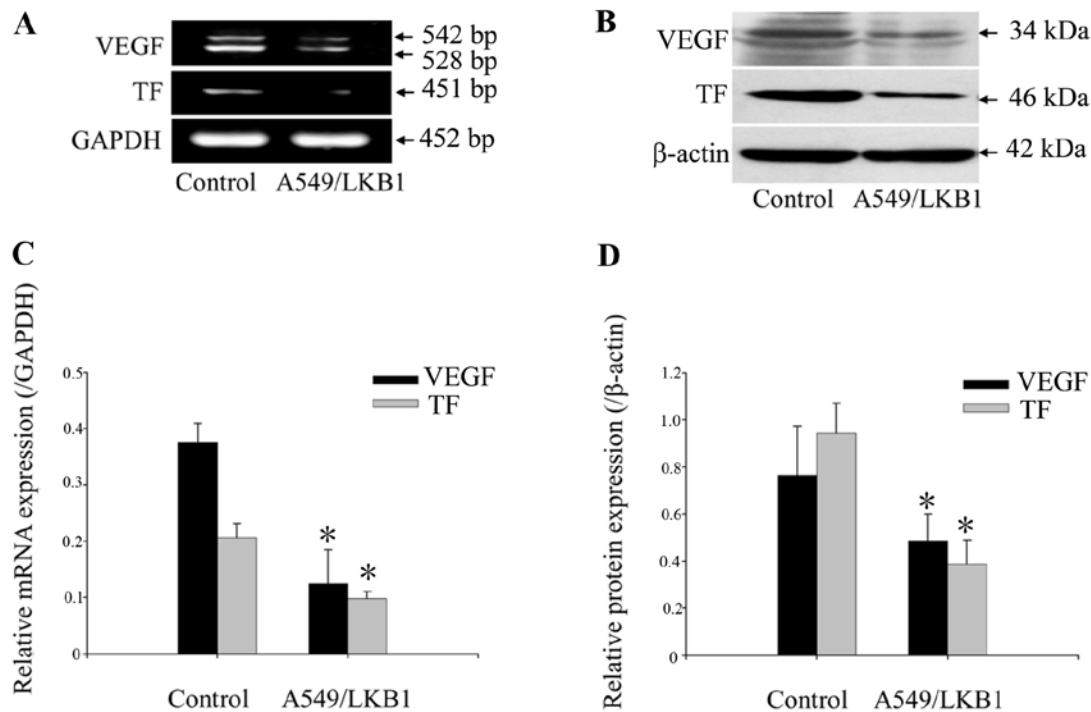 A
VEGF
542 bp
528 bp
TF
451 bp
GAPDH
452 bp
Control A549/LKB1
B
VEGF
34 kDa
TF
46 kDa
β-actin
42 kDa
Control A549/LKB1
C
Relative mRNA expression (/GAPDH)
0.5
0.4
0.3
0.2
0.1
0
VEGF
TF
*
*
Control A549/LKB1
D
Relative protein expression (/β-actin)
1.2
1.0
0.8
0.6
0.4
0.2
0
VEGF
TF
*
*
Control A549/LKB1